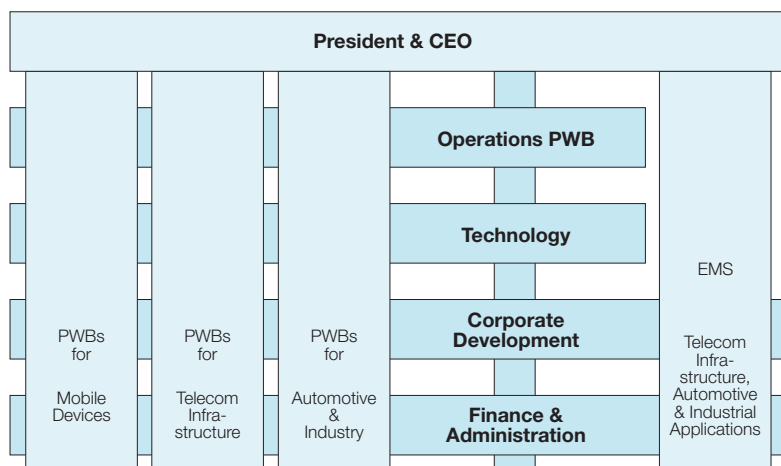 President & CEO
Operations PWB
Technology
Corporate
Development
Finance &
Administration
PWBs
for
Mobile
Devices
PWBs
for
Telecom
Infra-
structure
PWBs
for
Automotive
&
Industry
EMS
Telecom
Infra-
structure,
Automotive
& Industrial
Applications